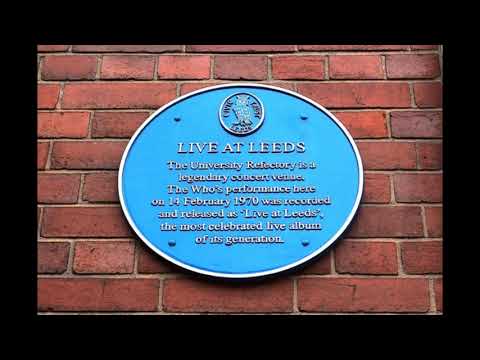 LIVE AT LEEDS
The University Refectory is a
legendary concert venue.
The Who's performance here
on 14 February 1970 was recorded
and released as 'Live at Leeds',
the most celebrated live album
of its generation.